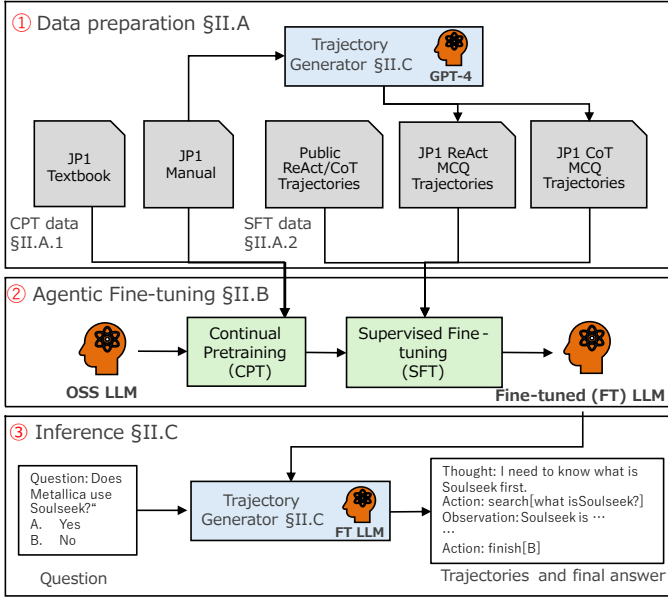 ① Data preparation §II.A
Trajectory
Generator §II.C
GPT-4
JP1
Textbook
JP1
Manual
Public
ReAct/CoT
Trajectories
JP1 ReAct
MCQ
Trajectories
JP1 CoT
MCQ
Trajectories
CPT data
§II.A.1
SFT data
§II.A.2
② Agentic Fine-tuning §II.B
OSS LLM
Continual
Pretraining
(CPT)
Supervised Fine-
tuning
(SFT)
Fine-tuned (FT) LLM
③ Inference §II.C
Question: Does
Metallica use
Soulseek?“
A. Yes
B. No
Question
Trajectory
Generator §II.C
FT LLM
Thought: I need to know what is
Soulseek first.
Action: search[what isSoulseek?]
Observation: Soulseek is …
…
Action: finish[B]
Trajectories and final answer